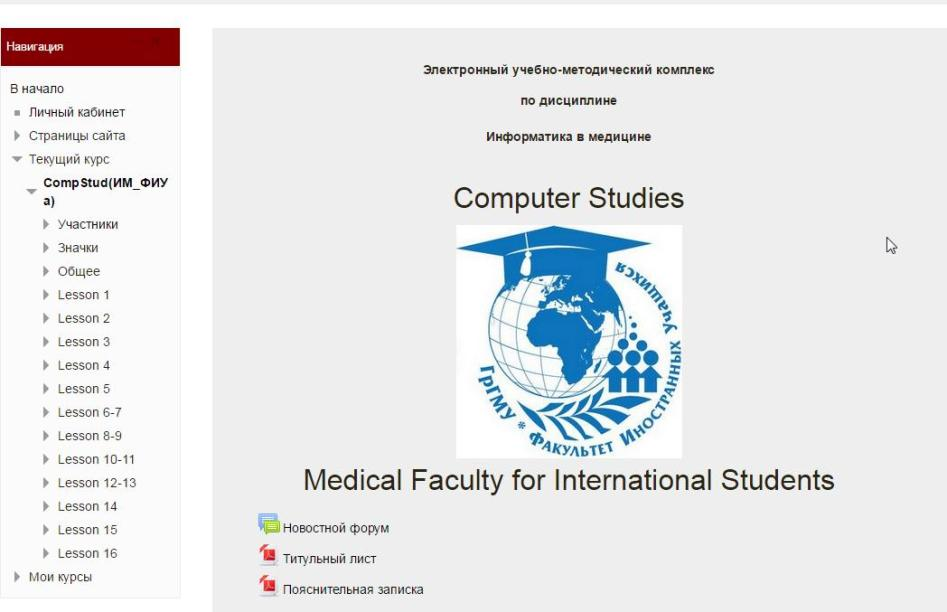 Навигация
В начало
Личный кабинет
Страницы сайта
Текущий курс
CompStud(ИМ_ФИУ
а)
Участники
Значки
Общее
Lesson 1
Lesson 2
Lesson 3
Lesson 4
Lesson 5
Lesson 6-7
Lesson 8-9
Lesson 10-11
Lesson 12-13
Lesson 14
Lesson 15
Lesson 16
Мои курсы
Электронный учебно-методический комплекс
по дисциплине
Информатика в медицине
Computer Studies
ГрГМУ * Факультет Иностранных Учащихся
Medical Faculty for International Students
Новостной форум
Титульный лист
Пояснительная записка